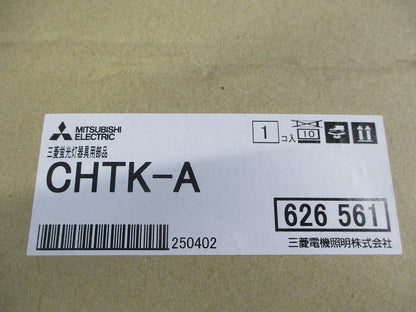 MITSUBISHI
ELECTRIC
1 コ入 10
三菱蛍光灯器具用部品
CHTK-A
626 561
250402
三菱電機照明株式会社